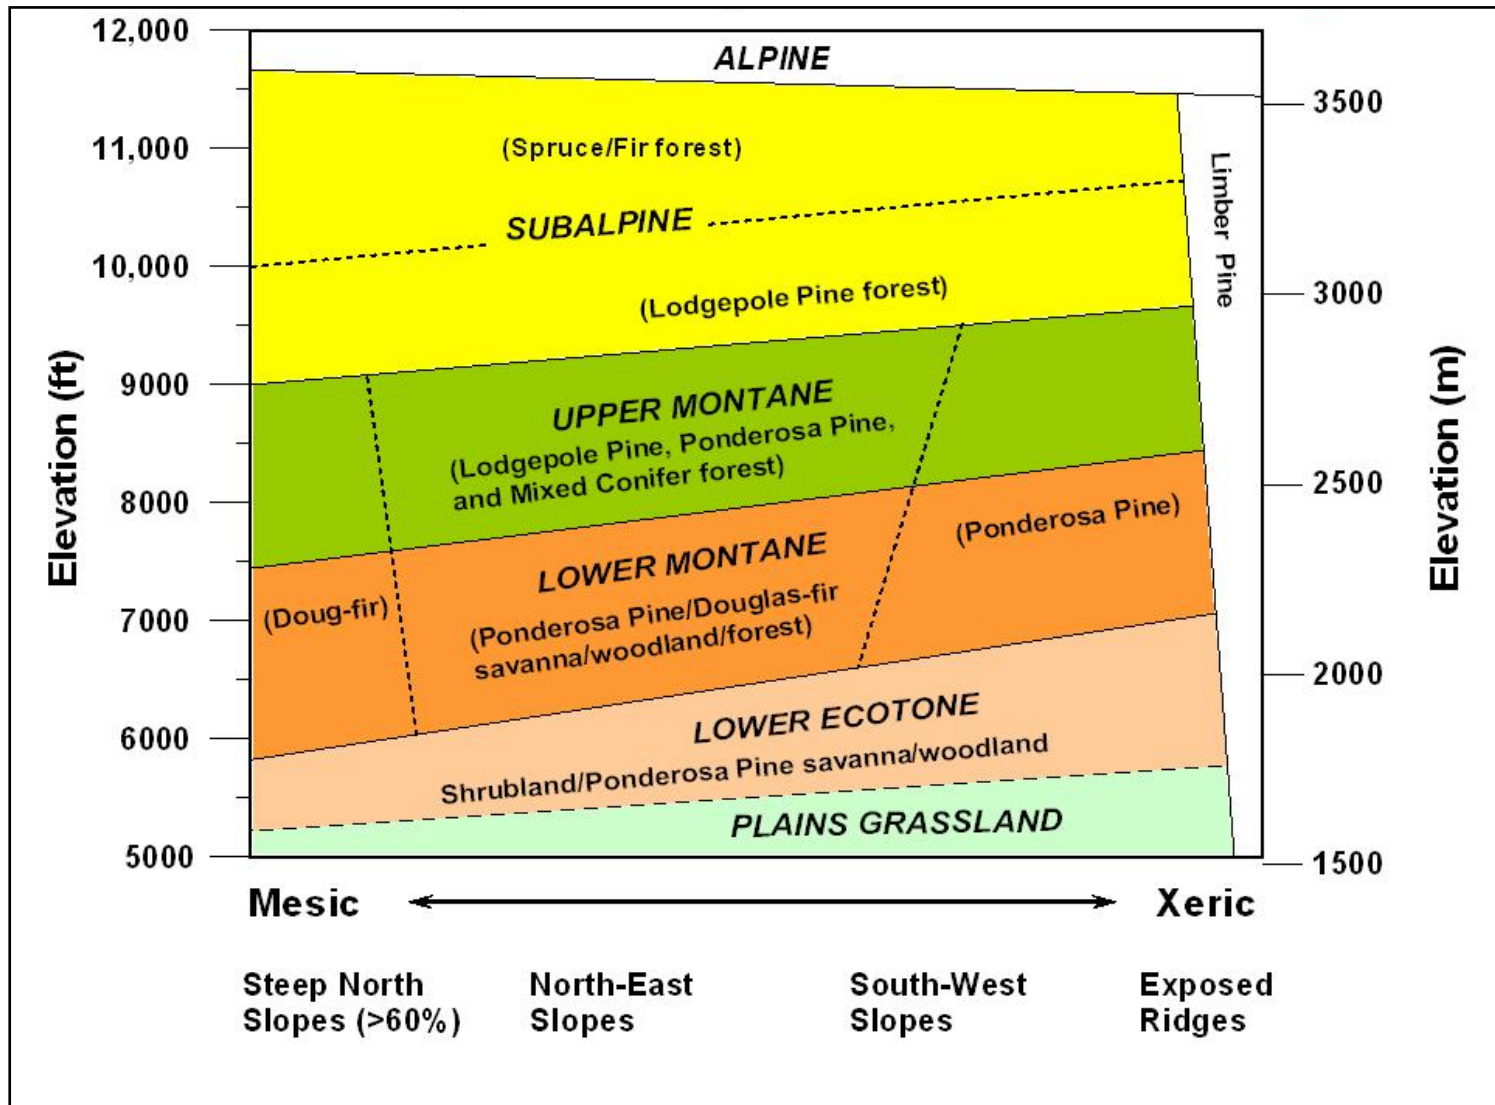 12,000
11,000
10,000
9000
8000
7000
6000
5000
Elevation (ft)
ALPINE
(Spruce/Fir forest)
SUBALPINE
(Lodgepole Pine forest)
Limber Pine
UPPER MONTANE
(Lodgepole Pine, Ponderosa Pine,
and Mixed Conifer forest)
LOWER MONTANE
(Ponderosa Pine)
(Doug-fir)
(Ponderosa Pine/Douglas-fir
savanna/woodland/forest)
LOWER ECOTONE
Shrubland/Ponderosa Pine savanna/woodland
PLAINS GRASSLAND
3500
3000
2500
2000
1500
Elevation (m)
Mesic
Xeric
Steep North
Slopes (>60%)
North-East
Slopes
South-West
Slopes
Exposed
Ridges